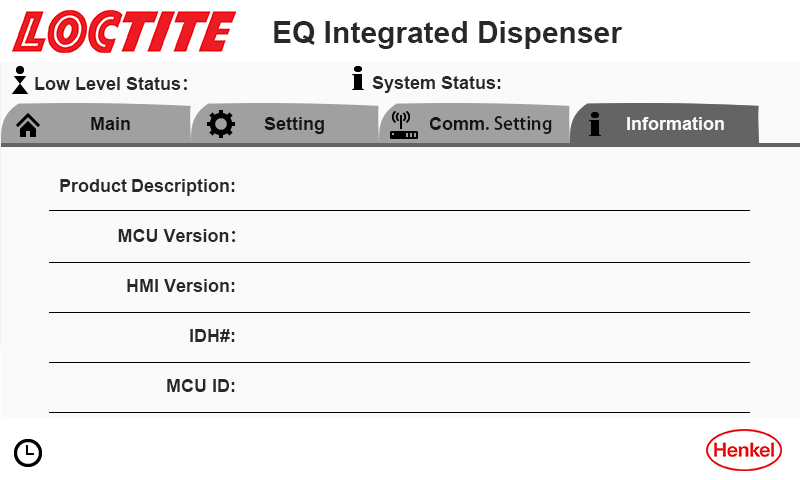 LOCTITE EQ Integrated Dispenser
Low Level Status: System Status:
Main Setting Comm. Setting Information
Product Description:
MCU Version:
HMI Version:
IDH#:
MCU ID:
Henkel